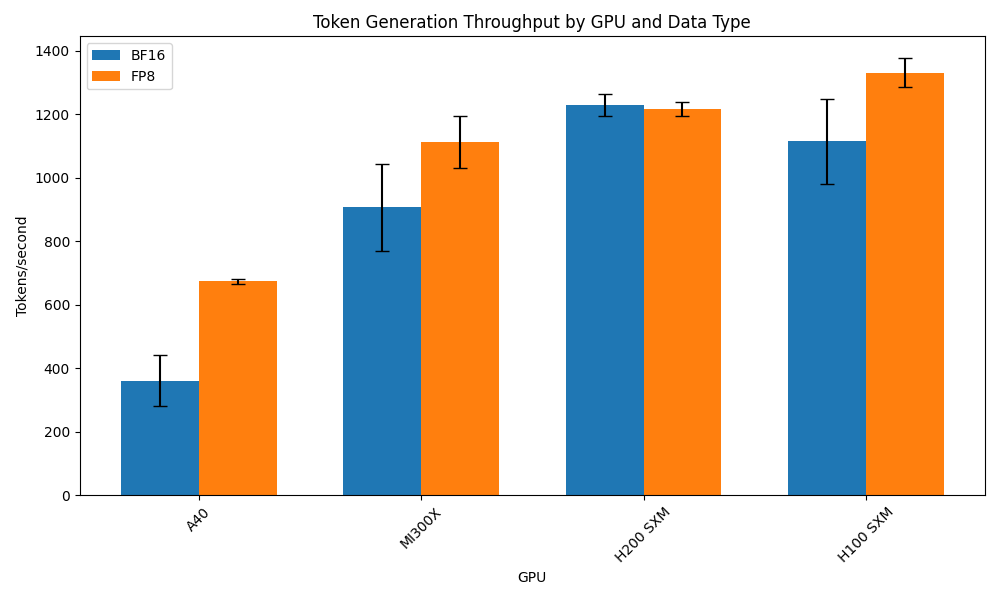 Token Generation Throughput by GPU and Data Type
BF16
FP8
1400
1200
1000
800
600
400
200
0
Tokens/second
A40
MI300X
H200 SXM
H100 SXM
GPU